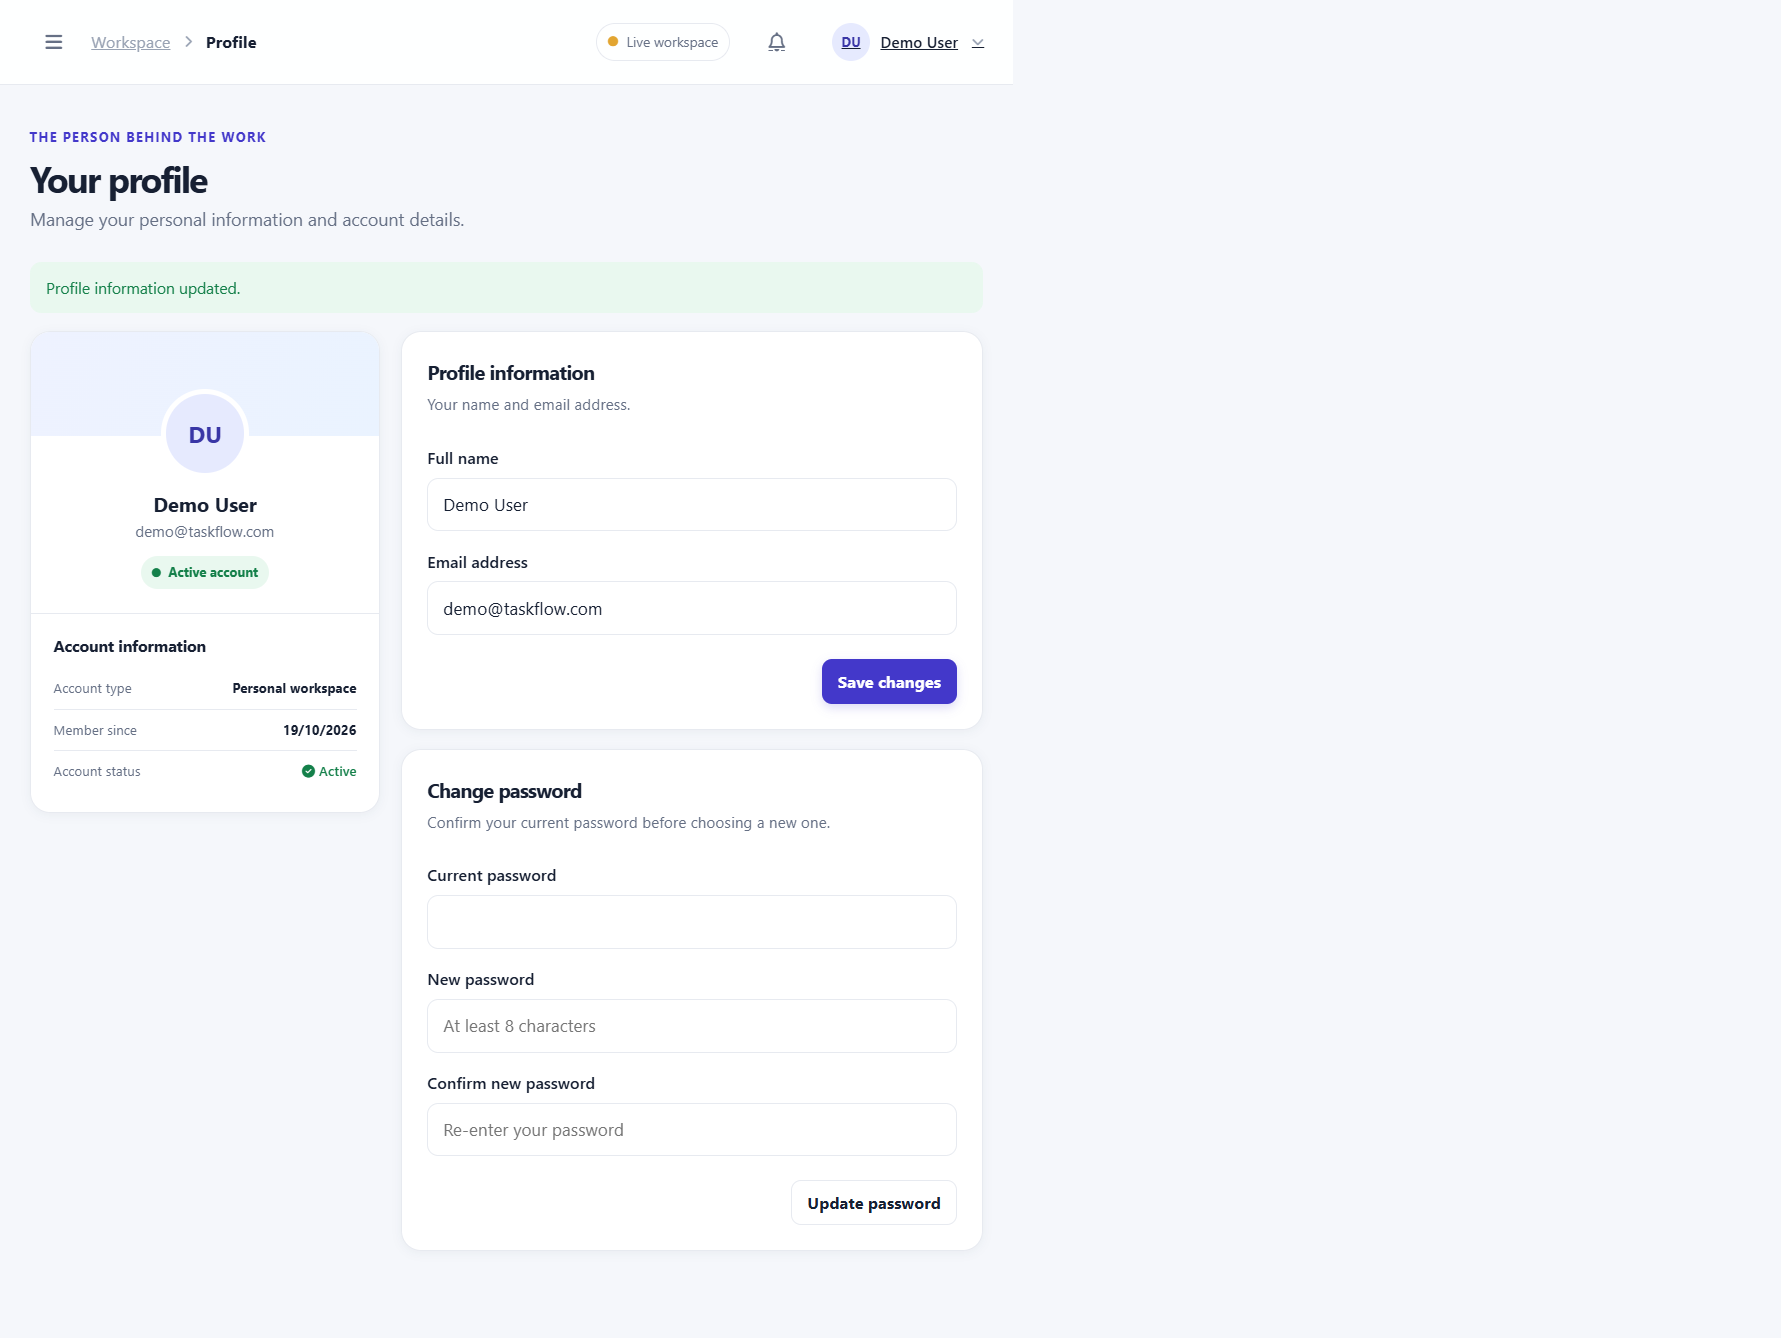 Workspace > Profile
Live workspace
DU Demo User
THE PERSON BEHIND THE WORK
Your profile
Manage your personal information and account details.
Profile information updated.
DU
Demo User
demo@taskflow.com
Active account
Account information
Account type Personal workspace
Member since 19/10/2026
Account status Active
Profile information
Your name and email address.
Full name
Demo User
Email address
demo@taskflow.com
Save changes
Change password
Confirm your current password before choosing a new one.
Current password
New password
At least 8 characters
Confirm new password
Re-enter your password
Update password